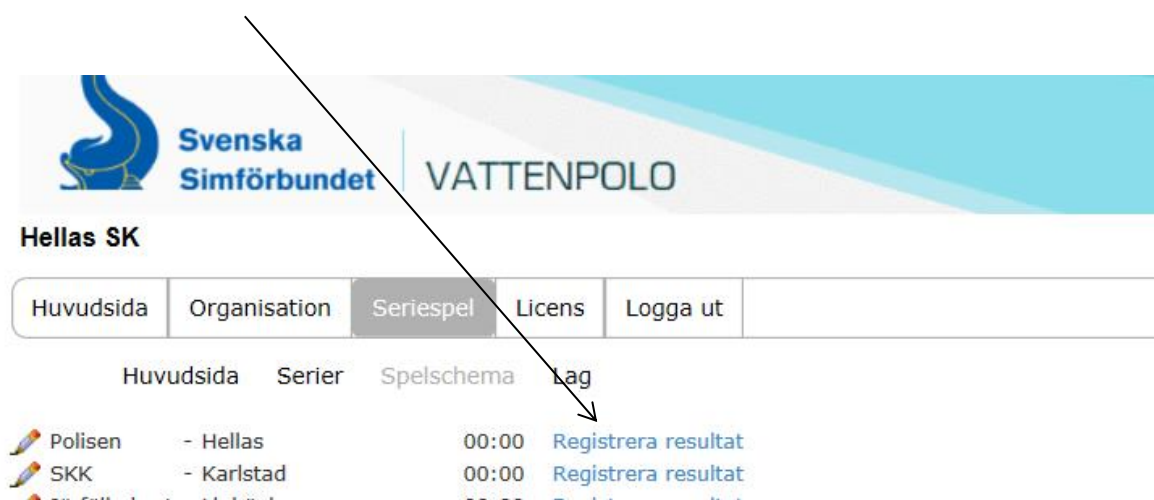 Svenska
Simförbundet
VATTENPOLO
Hellas SK
Huvudsida Organisation Seriespel Licens Logga ut
Huvudsida Serier Spelschema Lag
Polisen - Hellas 00:00 Registrera resultat
SKK - Karlstad 00:00 Registrera resultat